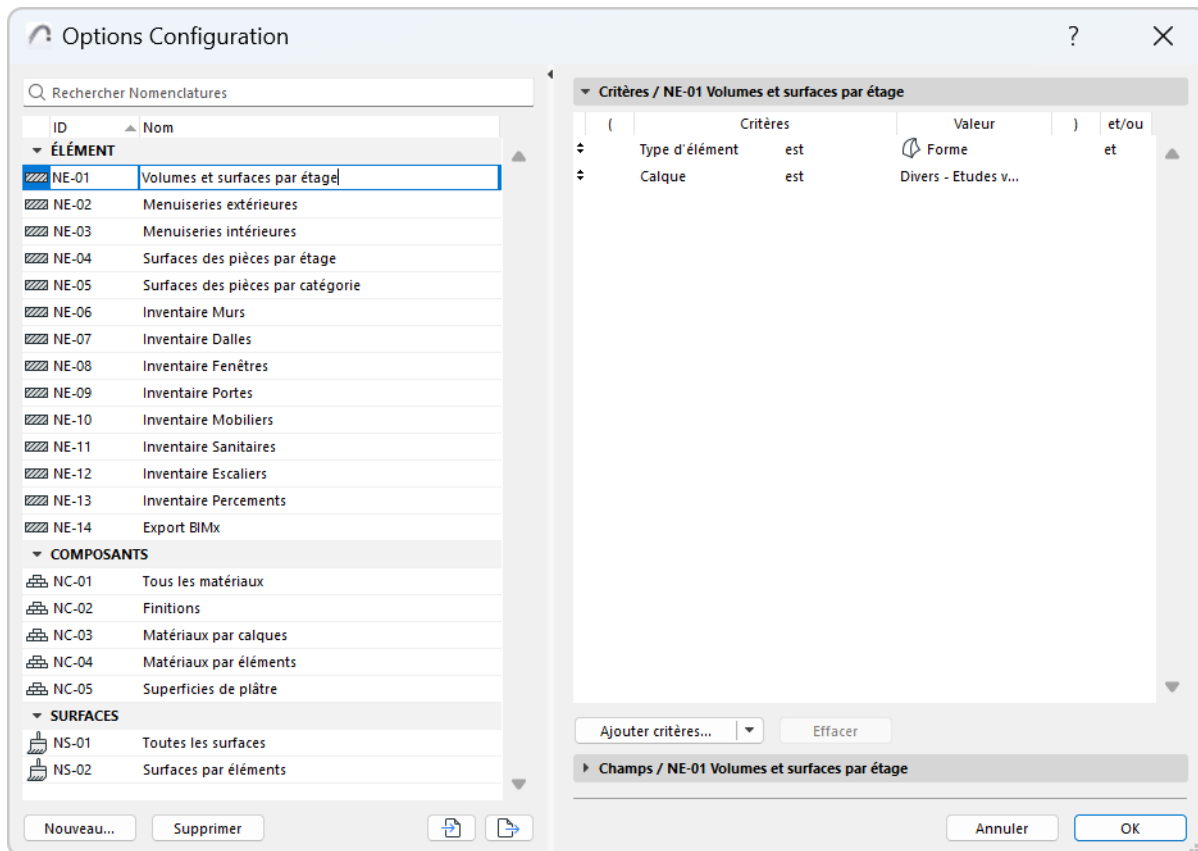 Options Configuration
?
Rechercher Nomenclatures
ID Nom
ÉLÉMENT
NE-01 Volumes et surfaces par étage
NE-02 Menuiseries extérieures
NE-03 Menuiseries intérieures
NE-04 Surfaces des pièces par étage
NE-05 Surfaces des pièces par catégorie
NE-06 Inventaire Murs
NE-07 Inventaire Dalles
NE-08 Inventaire Fenêtres
NE-09 Inventaire Portes
NE-10 Inventaire Mobiliers
NE-11 Inventaire Sanitaires
NE-12 Inventaire Escaliers
NE-13 Inventaire Percements
NE-14 Export BIMx
COMPOSANTS
NC-01 Tous les matériaux
NC-02 Finitions
NC-03 Matériaux par calques
NC-04 Matériaux par éléments
NC-05 Superficies de plâtre
SURFACES
NS-01 Toutes les surfaces
NS-02 Surfaces par éléments
Nouveau... Supprimer
Critères / NE-01 Volumes et surfaces par étage
( Critères Valeur ) et/ou
Type d'élément est Forme et
Calque est Divers - Etudes v...
Ajouter critères... Effacer
Champs / NE-01 Volumes et surfaces par étage
Annuler OK